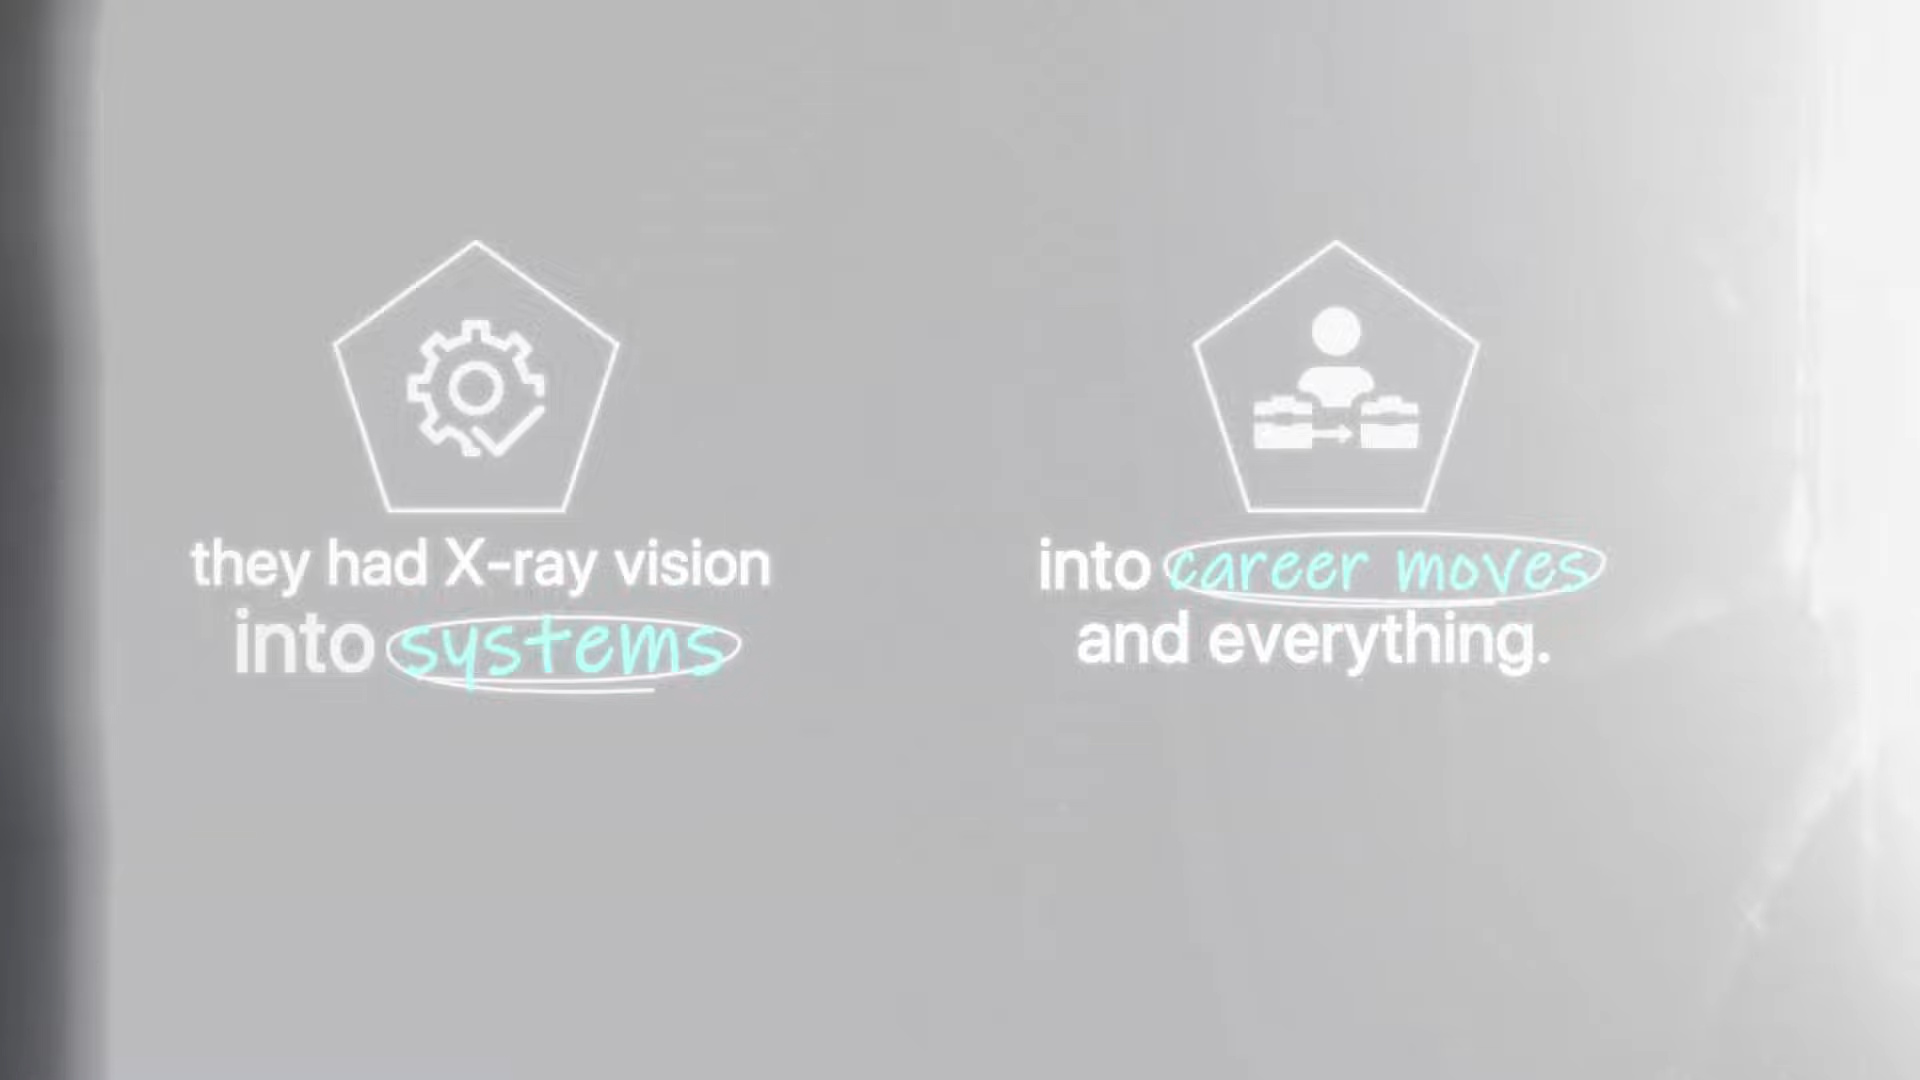 they had X-ray vision
into systems
into career moves
and everything.